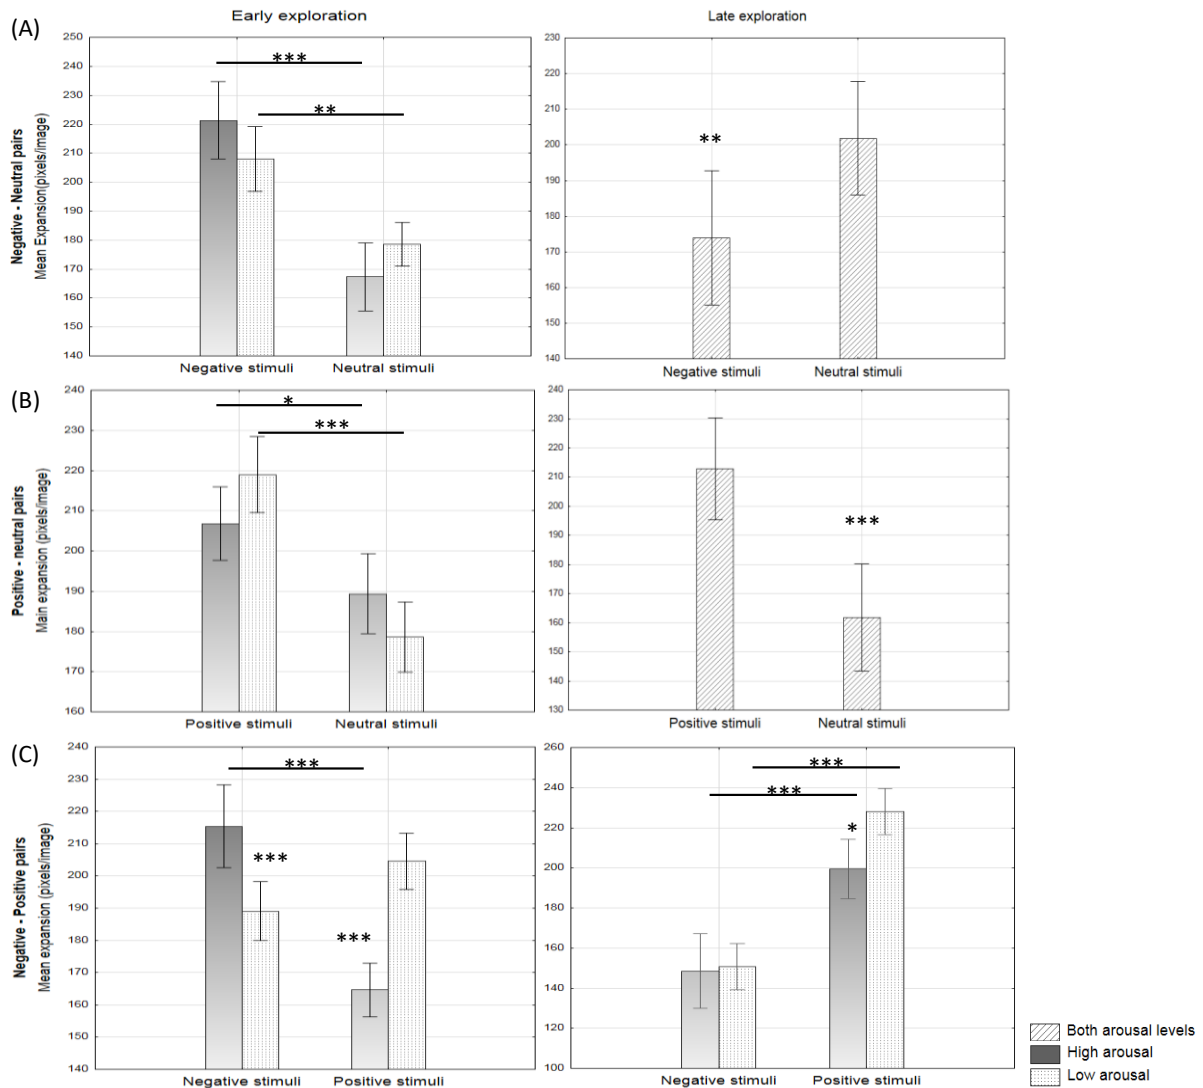 Early exploration
Late exploration
(A)
Negative - Neutral pairs
Mean Expansion(pixels/image)
250
240
230
220
210
200
190
180
170
160
150
140
***
**
Negative stimuli
Neutral stimuli
230
220
210
200
190
180
170
160
150
140
**
Negative stimuli
Neutral stimuli
(B)
Positive - neutral pairs
Main expansion (pixels/image)
240
230
220
210
200
190
180
170
160
*
***
Positive stimuli
Neutral stimuli
240
230
220
210
200
190
180
170
160
150
140
130
***
Positive stimuli
Neutral stimuli
(C)
Negative - Positive pairs
Mean expansion (pixels/image)
240
230
220
210
200
190
180
170
160
150
140
***
***
***
Negative stimuli
Positive stimuli
260
240
220
200
180
160
140
120
100
***
***
*
Negative stimuli
Positive stimuli
Both arousal levels
High arousal
Low arousal